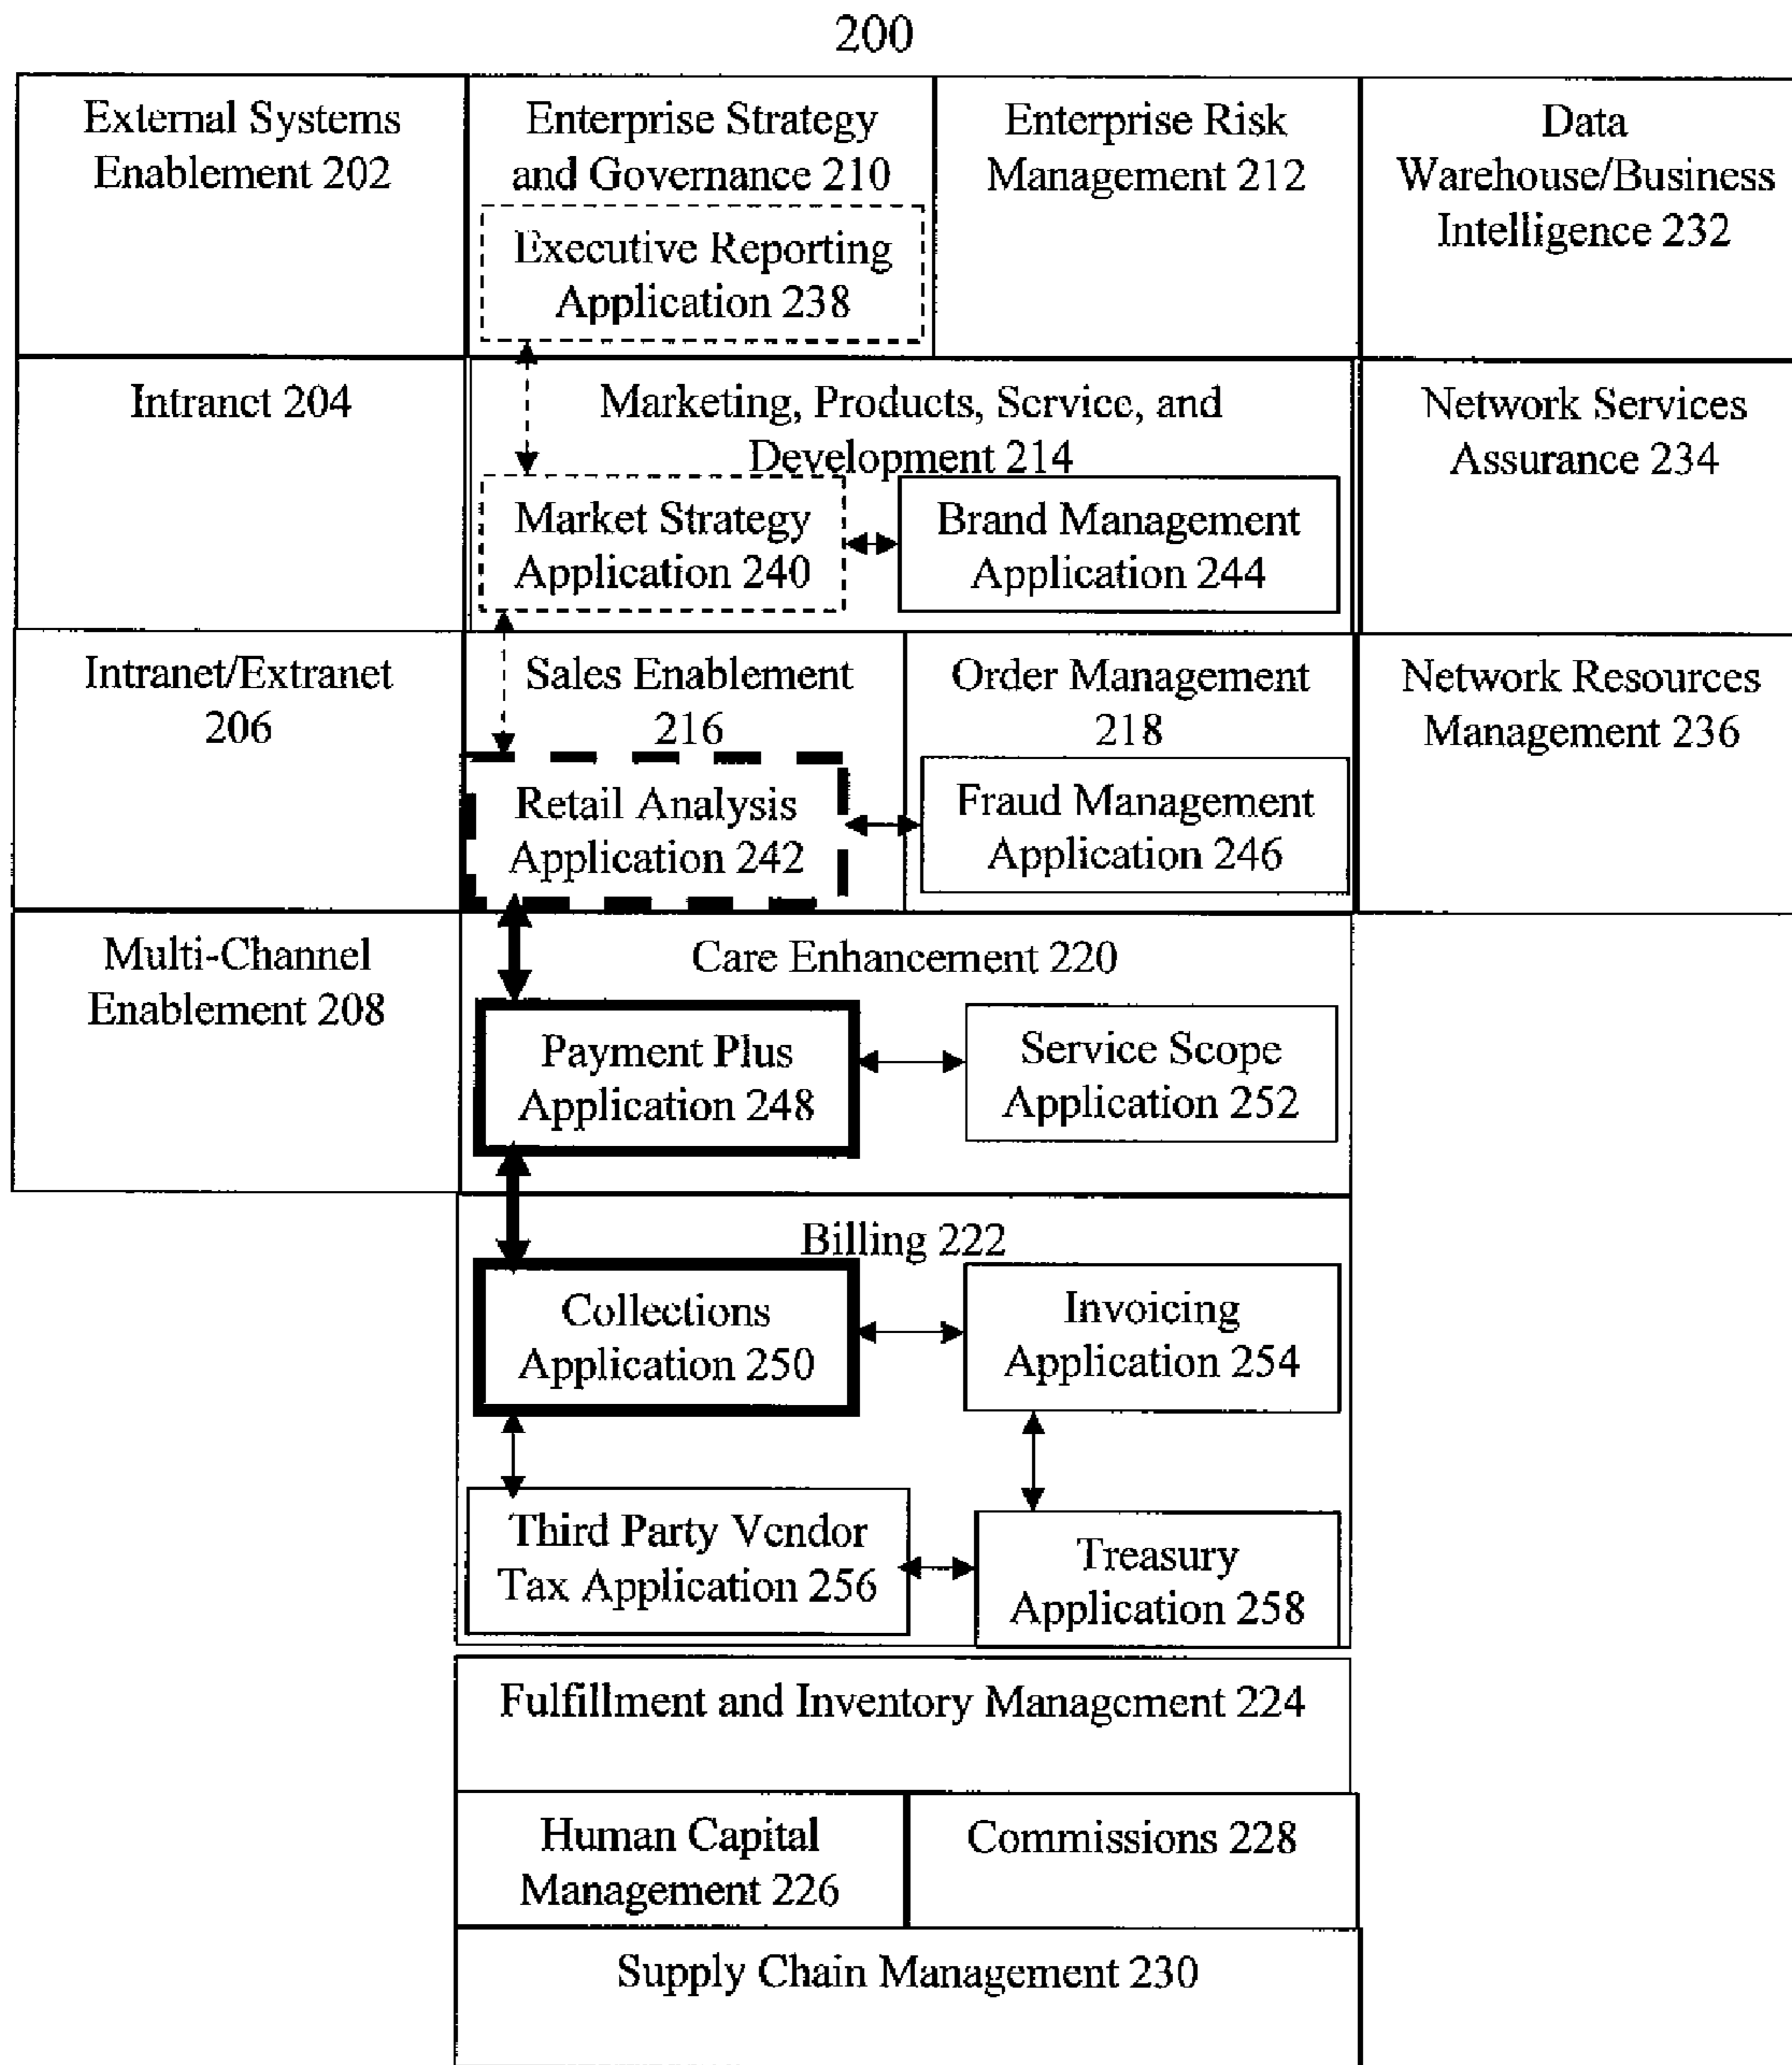 200
External Systems
Enablement 202
Enterprise Strategy
and Governance 210
Executive Reporting
Application 238
Enterprise Risk
Management 212
Data
Warehouse/Business
Intelligence 232
Intranet 204
Marketing, Products, Service, and
Development 214
Market Strategy
Application 240
Brand Management
Application 244
Network Services
Assurance 234
Intranet/Extranet
206
Sales Enablement
216
Retail Analysis
Application 242
Order Management
218
Fraud Management
Application 246
Network Resources
Management 236
Multi-Channel
Enablement 208
Care Enhancement 220
Payment Plus
Application 248
Service Scope
Application 252
Billing 222
Collections
Application 250
Invoicing
Application 254
Third Party Vendor
Tax Application 256
Treasury
Application 258
Fulfillment and Inventory Management 224
Human Capital
Management 226
Commissions 228
Supply Chain Management 230